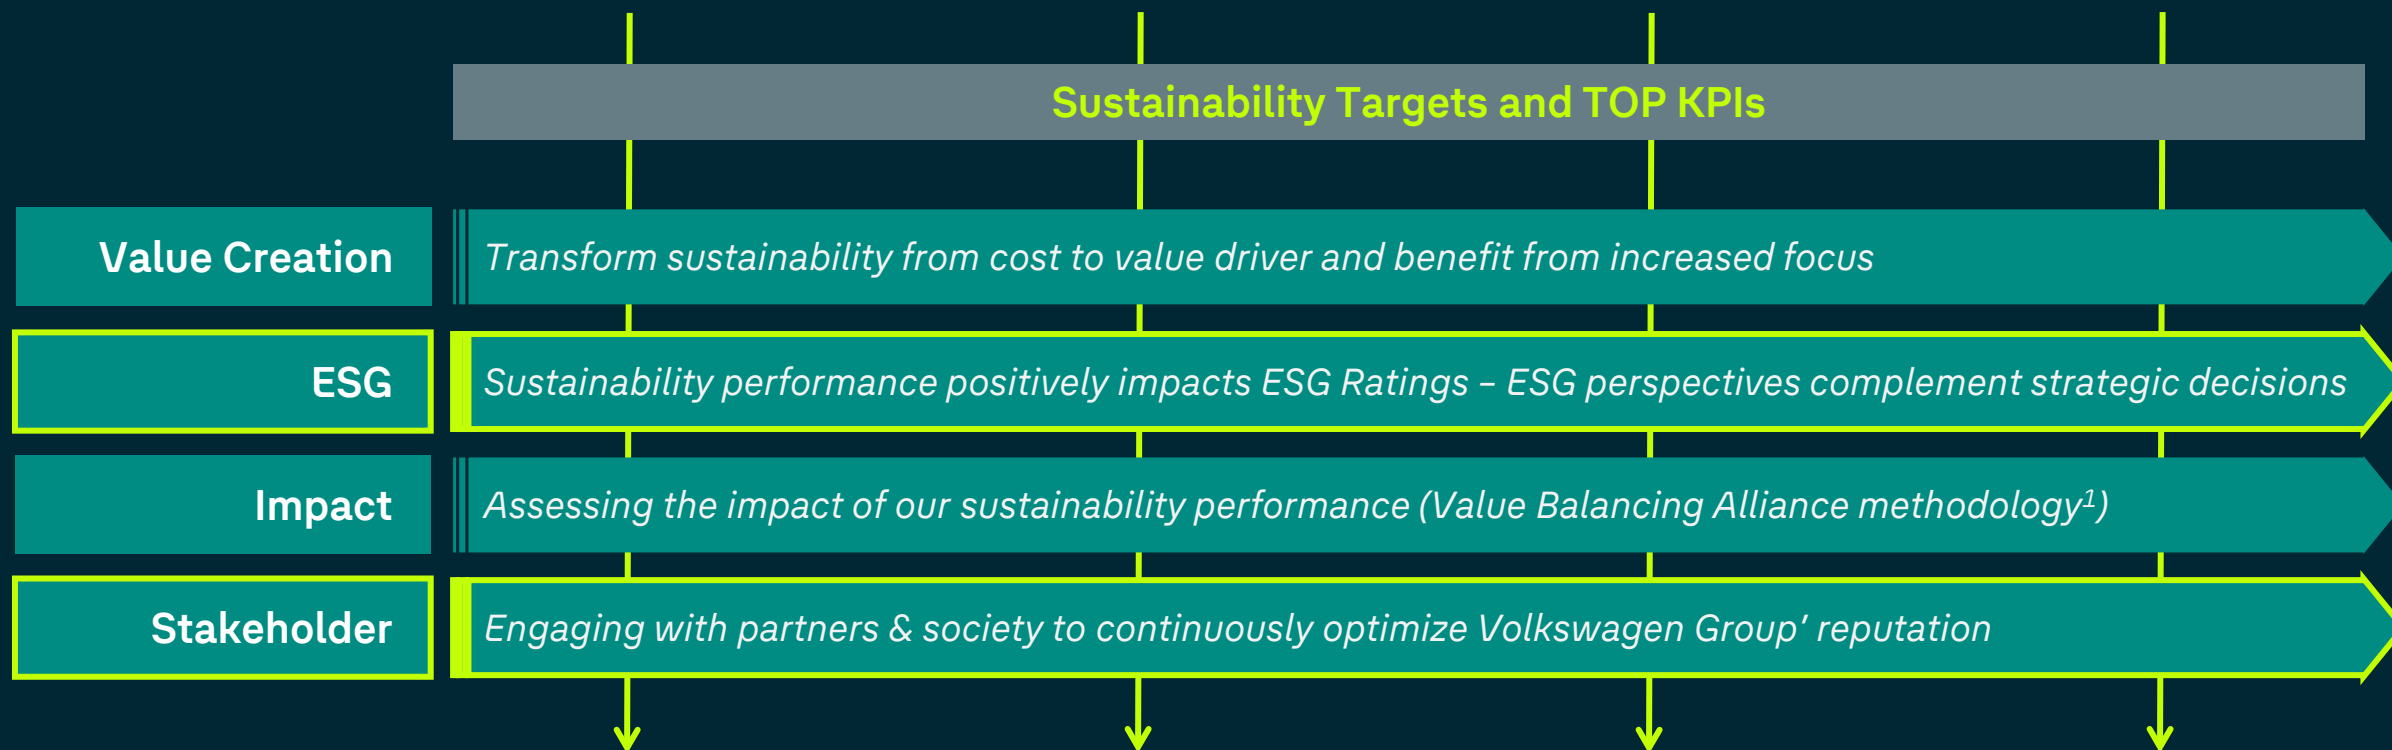 Sustainability Targets and TOP KPIs
Value Creation
Transform sustainability from cost to value driver and benefit from increased focus
ESG
Sustainability performance positively impacts ESG Ratings – ESG perspectives complement strategic decisions
Impact
Assessing the impact of our sustainability performance (Value Balancing Alliance methodology¹)
Stakeholder
Engaging with partners & society to continuously optimize Volkswagen Group’ reputation